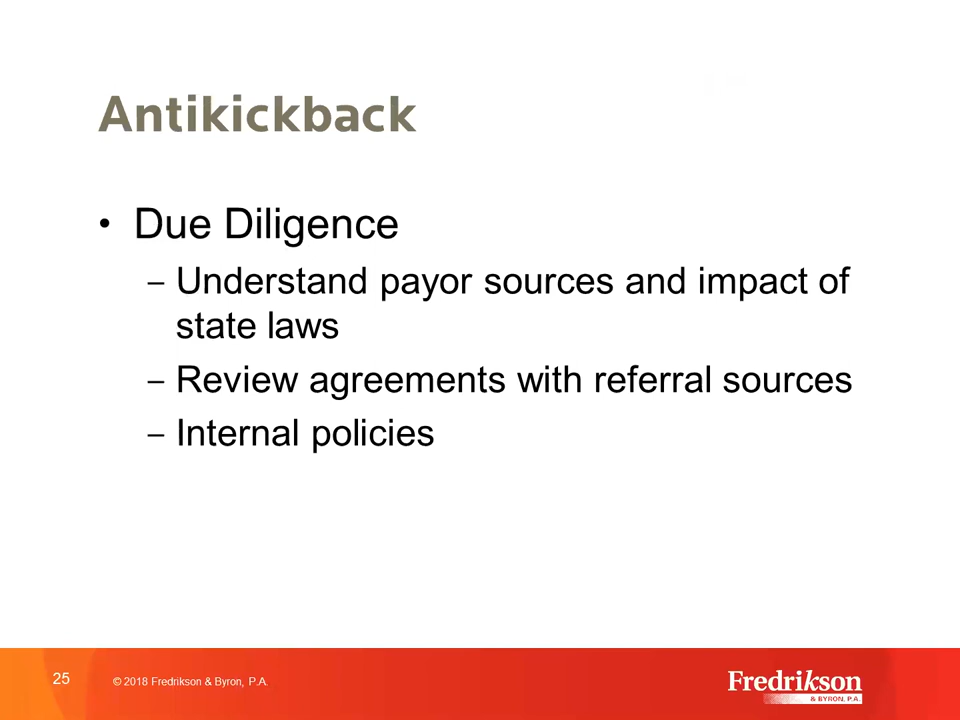 Antikickback
• Due Diligence
– Understand payor sources and impact of
state laws
– Review agreements with referral sources
– Internal policies
25
© 2018 Fredrikson & Byron, P.A.
Fredrikson
& BYRON, P.A.